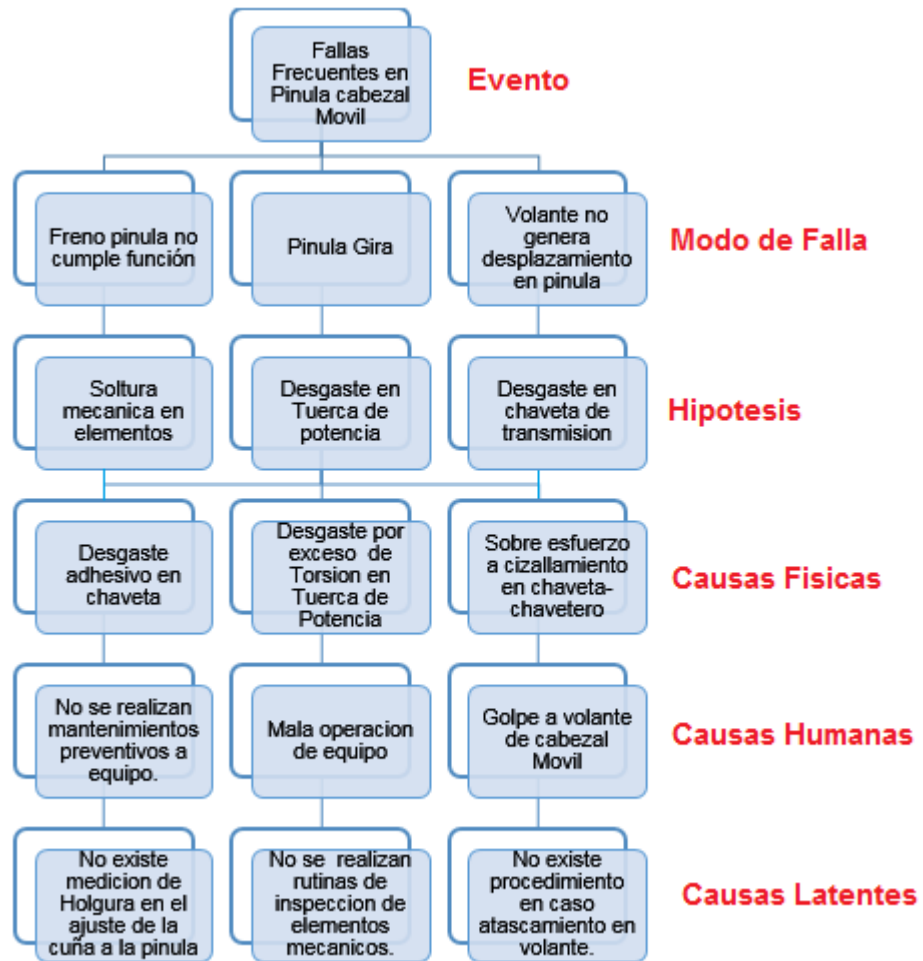 Fallas
Frecuentes en
Pinula cabezal
Movil
Evento
Freno pinula no
cumple función
Pinula Gira
Volante no
genera
desplazamiento
en pinula
Modo de Falla
Soltura
mecanica en
elementos
Desgaste en
Tuerca de
potencia
Desgaste en
chaveta de
transmision
Hipotesis
Desgaste
adhesivo en
chaveta
Desgaste por
exceso de
Torsion en
Tuerca de
Potencia
Sobre esfuerzo
a cizallamiento
en chaveta-
chavetero
Causas Fisicas
No se realizan
mantenimientos
preventivos a
equipo.
Mala operacion
de equipo
Golpe a volante
de cabezal
Movil
Causas Humanas
No existe
medicion de
Holgura en el
ajuste de la
cuña a la pinula
No se realizan
rutinas de
inspeccion de
elementos
mecanicos.
No existe
procedimiento
en caso
atascamiento en
volante.
Causas Latentes